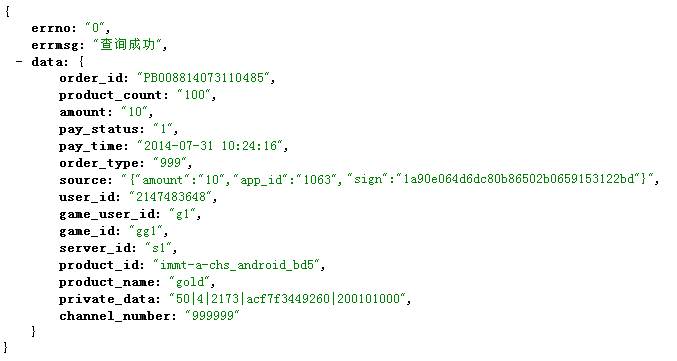 {
errno: "0",
errmsg: "查询成功",
- data: {
order_id: "PB008814073110485",
product_count: "100",
amount: "10",
pay_status: "1",
pay_time: "2014-07-31 10:24:16",
order_type: "999",
source: "{"amount":"10","app_id":"1063","sign":"1a90e064d6dc80b86502b0659153122bd"}",
user_id: "2147483648",
game_user_id: "g1",
game_id: "gg1",
server_id: "s1",
product_id: "immt-a-chs_android_bd5",
product_name: "gold",
private_data: "50|4|2173|acf7f3449260|200101000",
channel_number: "999999"
}
}